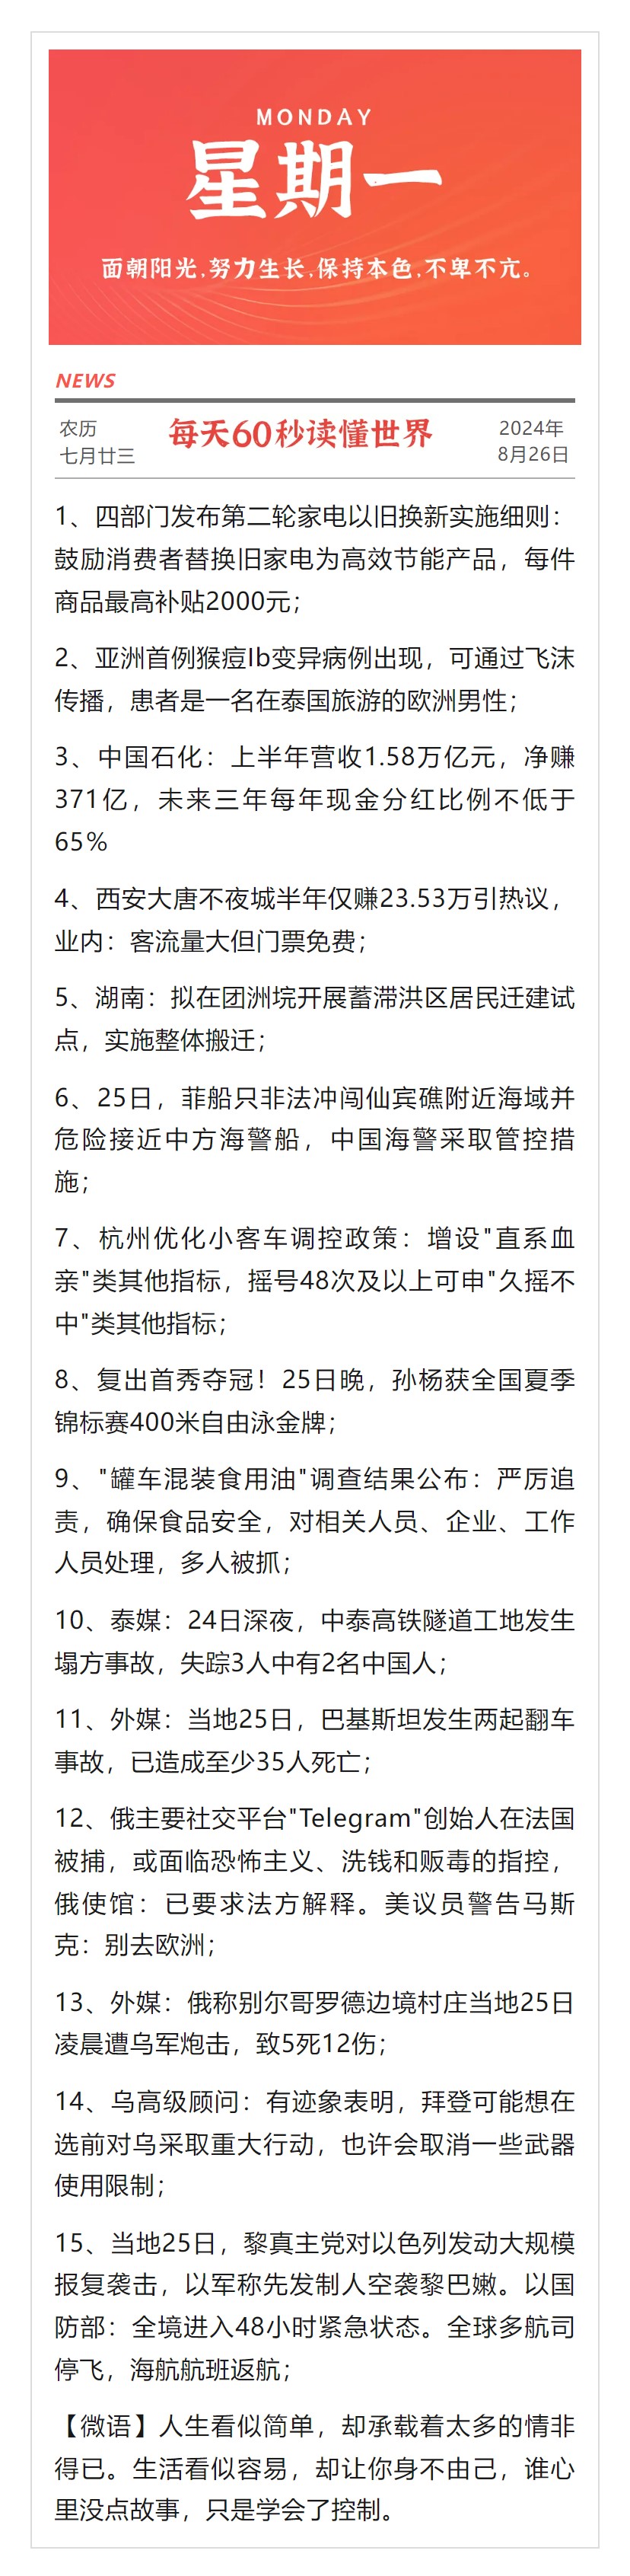 MONDAY
星期一
面朝阳光,努力生长,保持本色,不卑不亢。
NEWS
农历
七月廿三
每天60秒读懂世界
2024年
8月26日
1、四部门发布第二轮家电以旧换新实施细则：
鼓励消费者替换旧家电为高效节能产品，每件
商品最高补贴2000元；
2、亚洲首例猴痘Ib变异病例出现，可通过飞沫
传播，患者是一名在泰国旅游的欧洲男性；
3、中国石化：上半年营收1.58万亿元，净赚
371亿，未来三年每年现金分红比例不低于
65%
4、西安大唐不夜城半年仅赚23.53万引热议，
业内：客流量大但门票免费；
5、湖南：拟在团洲垸开展蓄滞洪区居民迁建试
点，实施整体搬迁；
6、25日，菲船只非法冲闯仙宾礁附近海域并
危险接近中方海警船，中国海警采取管控措
施；
7、杭州优化小客车调控政策：增设"直系血
亲"类其他指标，摇号48次及以上可申"久摇不
中"类其他指标；
8、复出首秀夺冠！25日晚，孙杨获全国夏季
锦标赛400米自由泳金牌；
9、"罐车混装食用油"调查结果公布：严厉追
责，确保食品安全，对相关人员、企业、工作
人员处理，多人被抓；
10、泰媒：24日深夜，中泰高铁隧道工地发生
塌方事故，失踪3人中有2名中国人；
11、外媒：当地25日，巴基斯坦发生两起翻车
事故，已造成至少35人死亡；
12、俄主要社交平台"Telegram"创始人在法国
被捕，或面临恐怖主义、洗钱和贩毒的指控，
俄使馆：已要求法方解释。美议员警告马斯
克：别去欧洲；
13、外媒：俄称别尔哥罗德边境村庄当地25日
凌晨遭乌军炮击，致5死12伤；
14、乌高级顾问：有迹象表明，拜登可能想在
选前对乌采取重大行动，也许会取消一些武器
使用限制；
15、当地25日，黎真主党对以色列发动大规模
报复袭击，以军称先发制人空袭黎巴嫩。以国
防部：全境进入48小时紧急状态。全球多航司
停飞，海航航班返航；
【微语】人生看似简单，却承载着太多的情非
得已。生活看似容易，却让你身不由己，谁心
里没点故事，只是学会了控制。